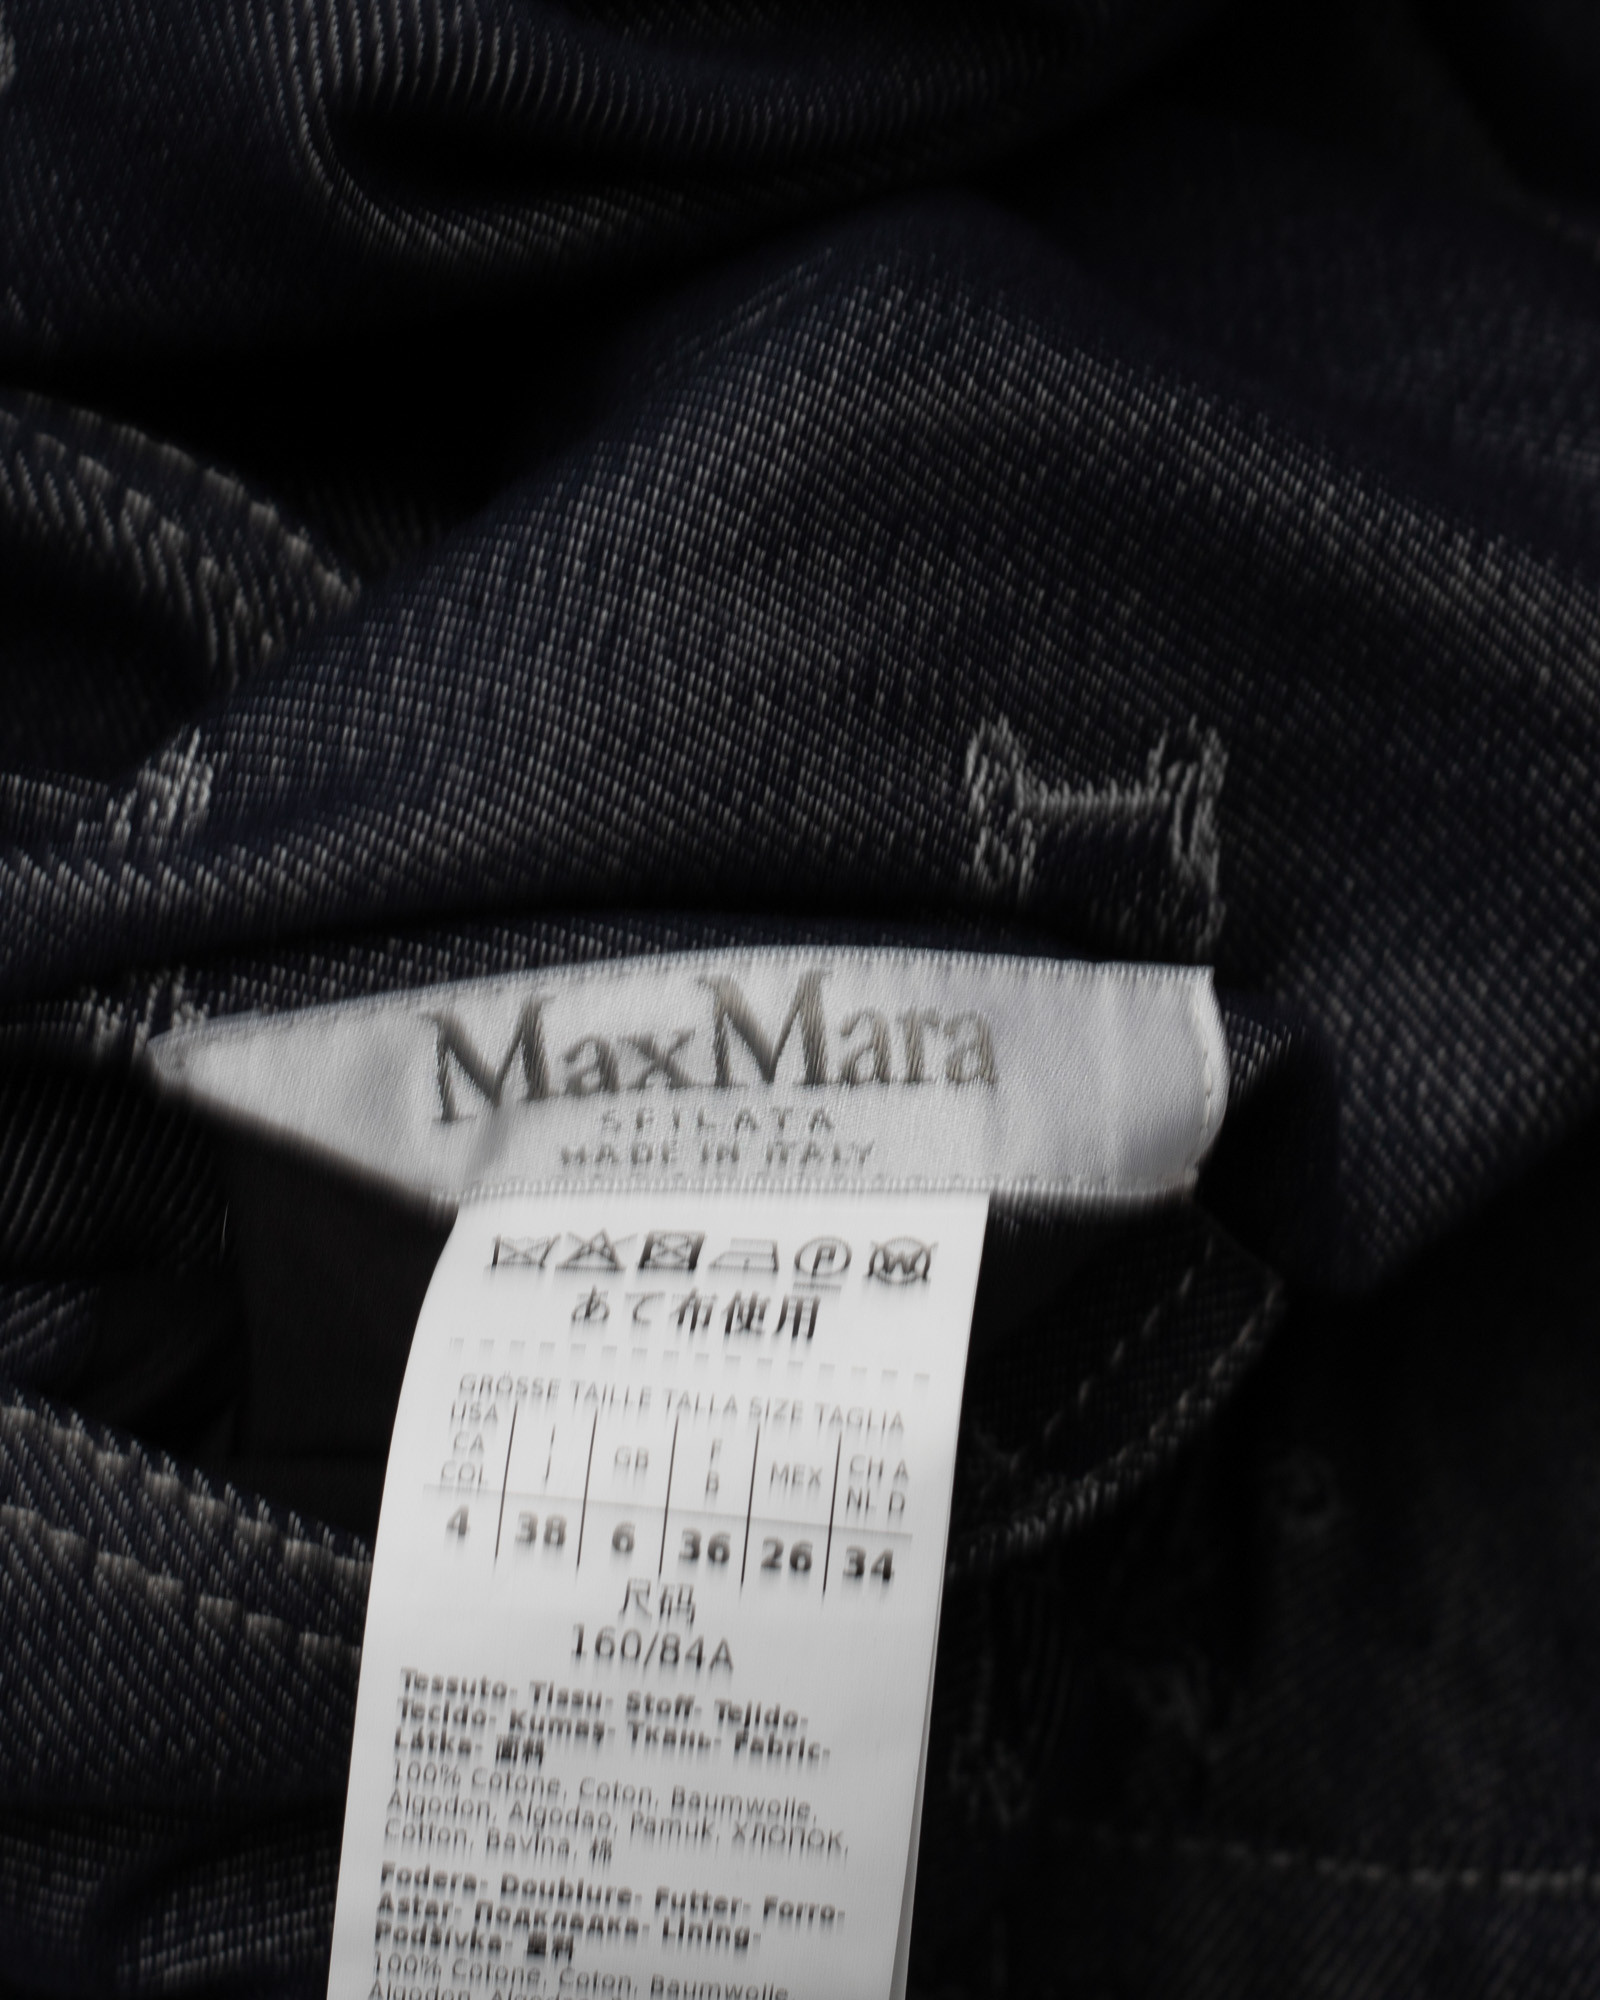 MaxMara
SFILATA
MADE IN ITALY
P W
あて布使用
GRÖSSE TAILLE TALLA SIZE TAGLIA
USA CA COL I J GB F B MEX CH A NL D
4 38 6 36 26 34
尺码
160/84A
Tessuto- Tissu- Stoff- Tejido-
Tecido- Kumaş- Ткань- Fabric-
Látka- 面料
100% Cotone, Coton, Baumwolle,
Algodon, Algodao, Pamuk, ХЛОПОК,
Cotton, Bavlna, 棉
Fodera- Doublure- Futter- Forro-
Astar- Подкладка- Lining-
Podšívka- 里料
100% Cotone, Coton, Baumwolle,